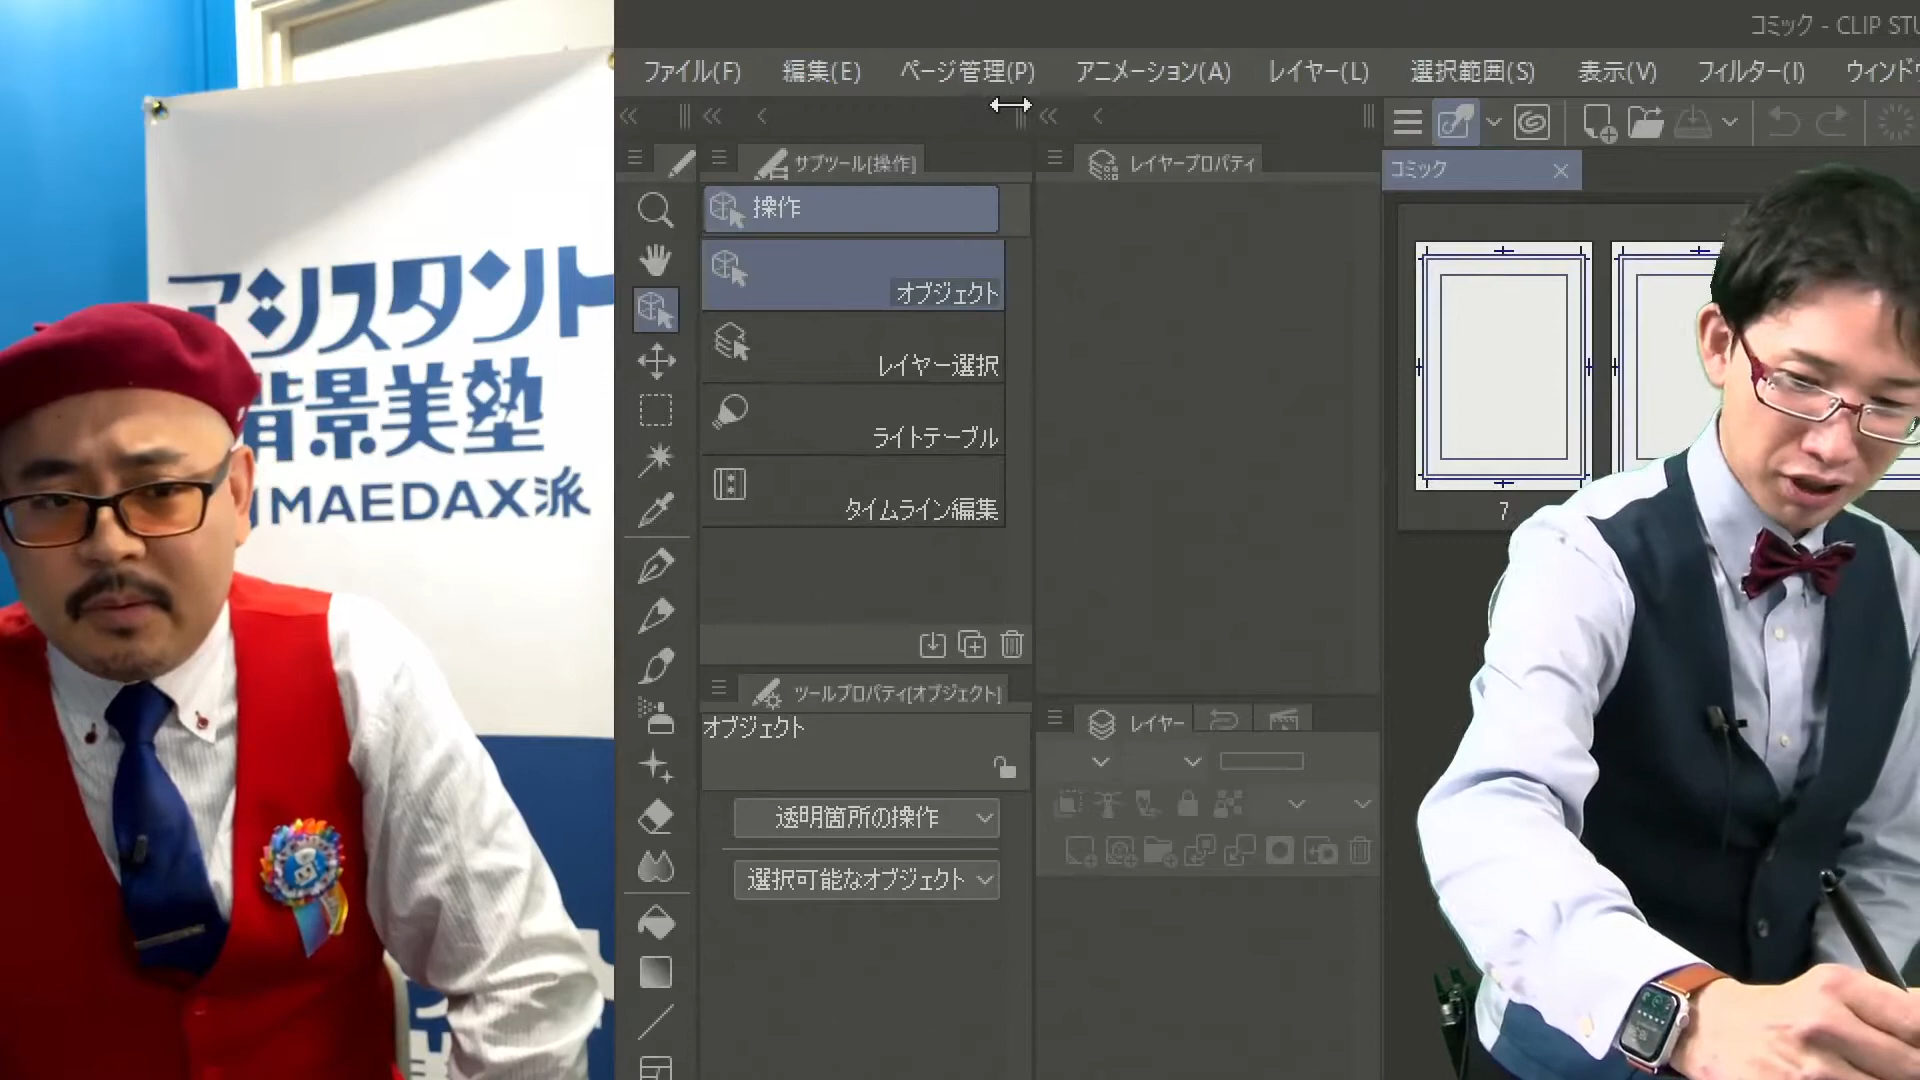 コミック - CLIP STU
ファイル(F) 編集(E) ページ管理(P) アニメーション(A) レイヤー(L) 選択範囲(S) 表示(V) フィルター(I) ウィンドウ
サブツール[操作]
レイヤープロパティ
コミック
操作
オブジェクト
レイヤー選択
ライトテーブル
タイムライン編集
7
ツールプロパティ[オブジェクト]
オブジェクト
レイヤー
透明箇所の操作
選択可能なオブジェクト
アシスタント
背景美塾
MAEDAX派